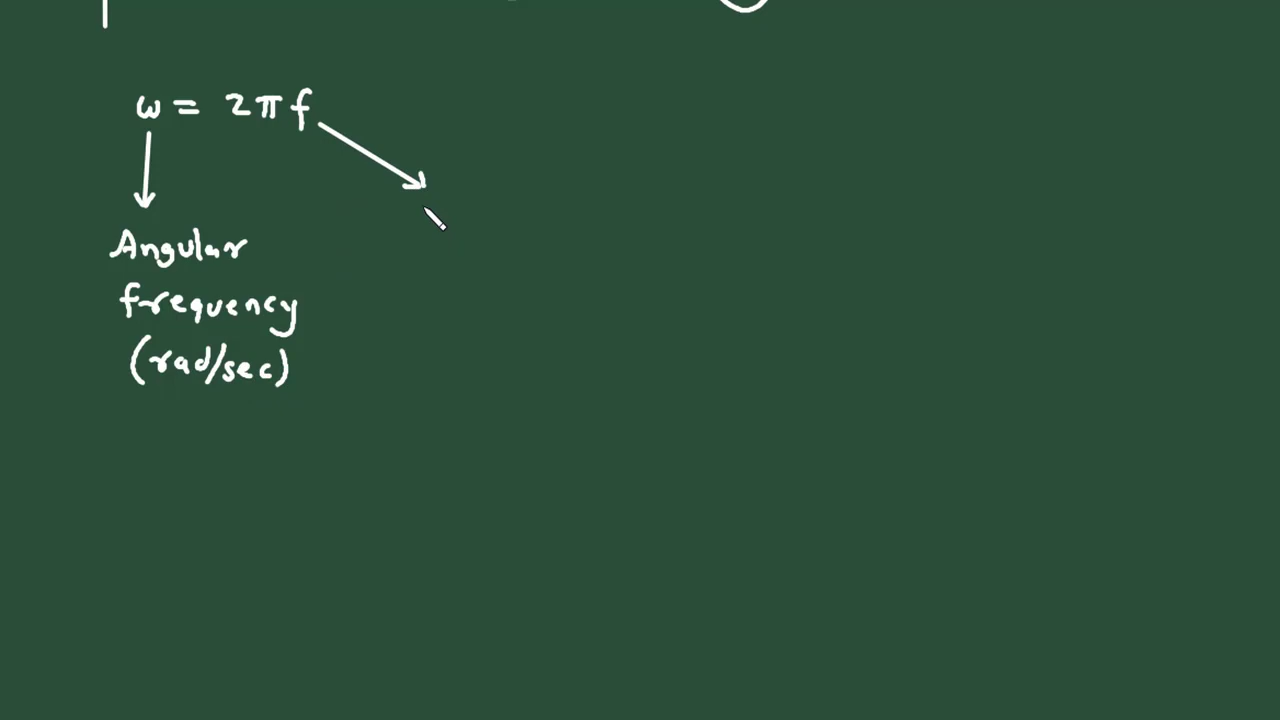 ω = 2πf
Angular
frequency
(rad/sec)